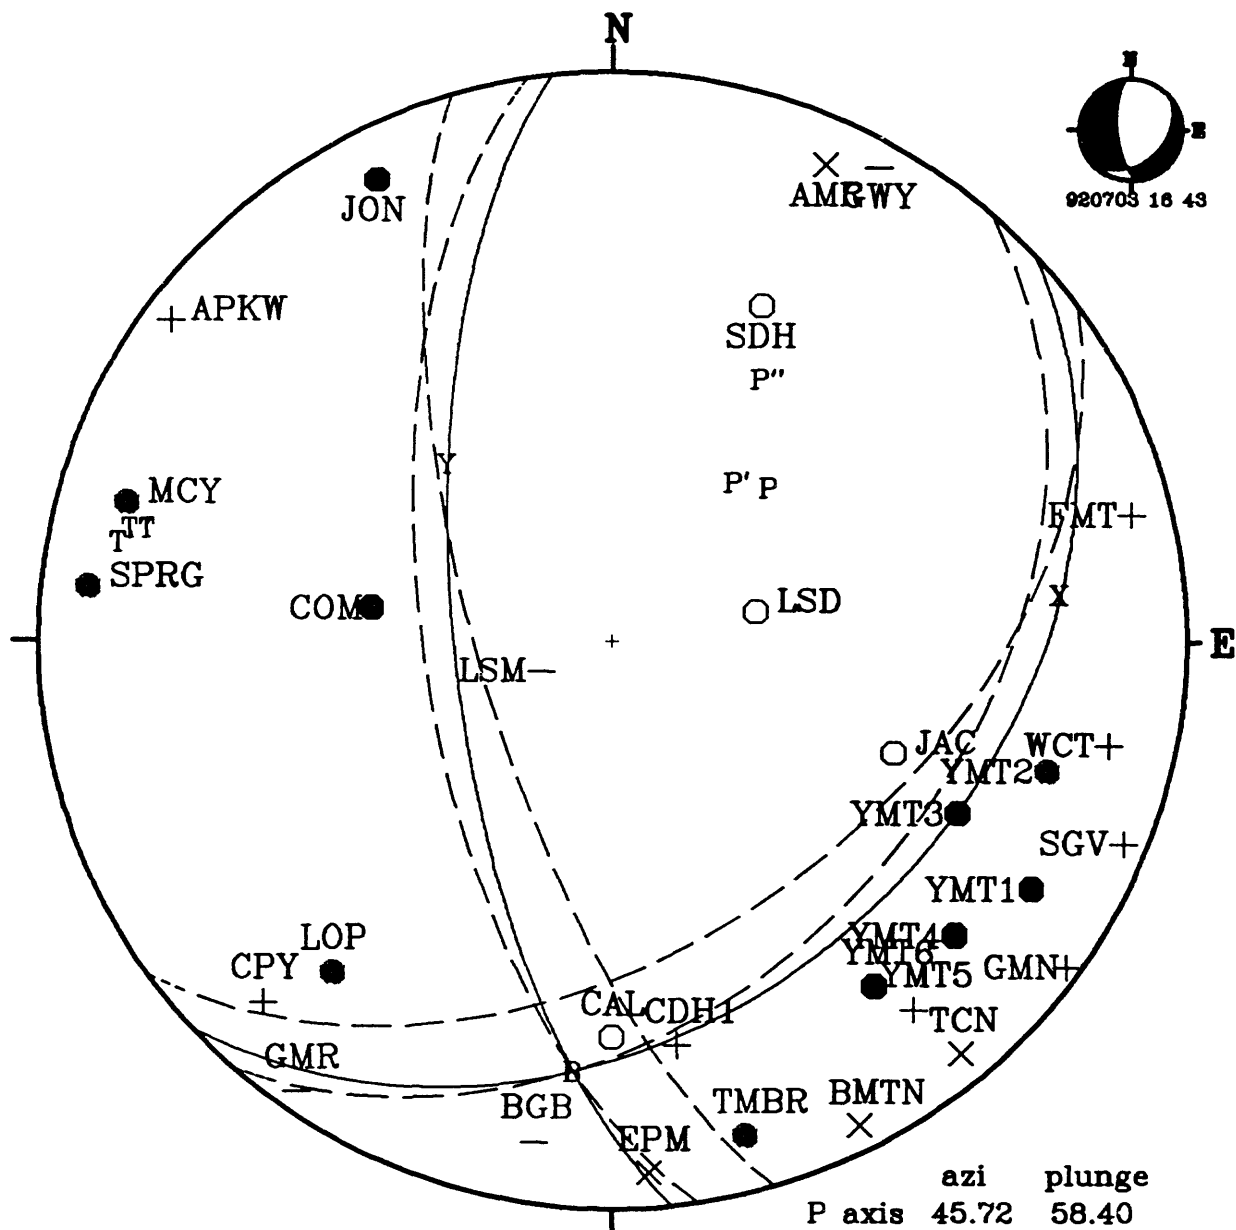 N
N
E
920703 16 43
JON
AMR GWY
APKW
SDH
P"
Y
MCY
P' P
TT
T
FMT
SPRG
COM
LSD
X
E
LSM
JAC
WCT
YMT2
YMT3
SGV
YMT1
YMT4
LOP
YMT6
CPY
YMT5
GMN
CAL
CDH1
TCN
GMR
B
BGB
TMBR
BMTN
EPM
azi plunge
P axis 45.72 58.40